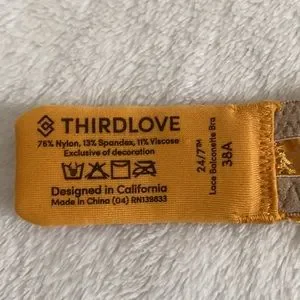 THIRDLOVE
76% Nylon, 13% Spandex, 11% Viscose
Exclusive of decoration
Designed in California
Made in China (04) RN139833
24/7™
Lace Balconette Bra
38A